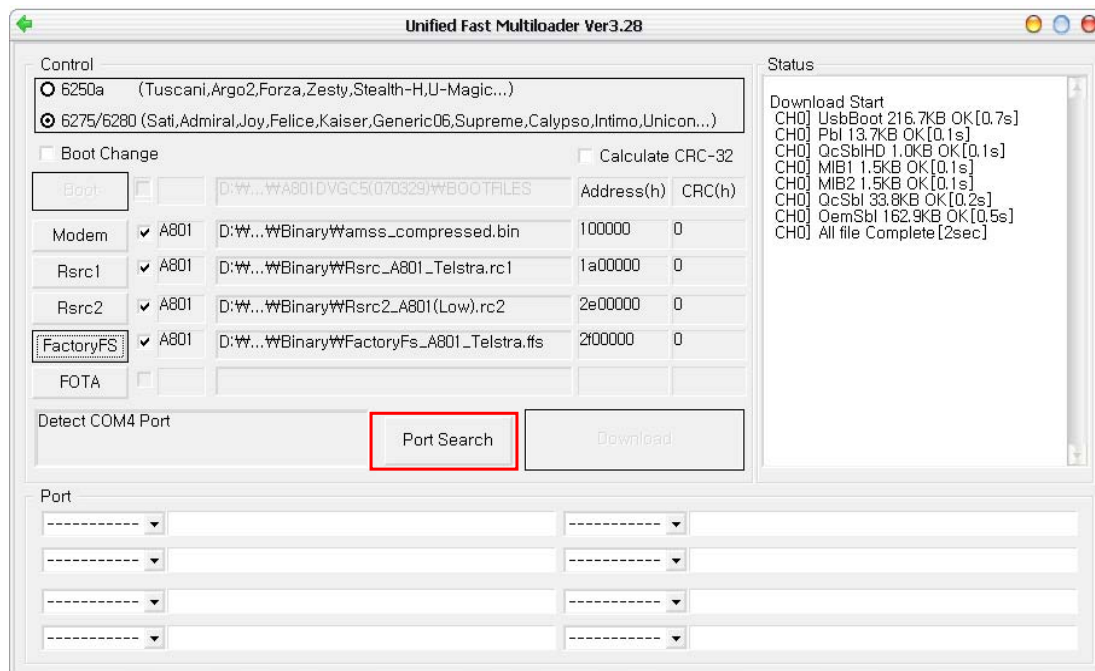 Unified Fast Multiloader Ver3.28
Control
6250a (Tuscani,Argo2,Forza,Zesty,Stealth-H,U-Magic...)
6275/6280 (Sati,Admiral,Joy,Felice,Kaiser,Generic06,Supreme,Calypso,Intimo,Unicon...)
Boot Change
Calculate CRC-32
Boot D:₩...₩A801DVGC5(070329)₩BOOTFILES Address(h) CRC(h)
Modem A801 D:₩...₩Binary₩amss_compressed.bin 100000 0
Rsrc1 A801 D:₩...₩Binary₩Rsrc_A801_Telstra.rc1 1a00000 0
Rsrc2 A801 D:₩...₩Binary₩Rsrc2_A801(Low).rc2 2e00000 0
FactoryFS A801 D:₩...₩Binary₩FactoryFs_A801_Telstra.ffs 2f00000 0
FOTA
Detect COM4 Port
Port Search
Download
Status
Download Start
CH0] UsbBoot 216.7KB OK[0.7s]
CH0] Pbl 13.7KB OK[0.1s]
CH0] QcSblHD 1.0KB OK[0.1s]
CH0] MIB1 1.5KB OK[0.1s]
CH0] MIB2 1.5KB OK[0.1s]
CH0] QcSbl 33.8KB OK[0.2s]
CH0] OemSbl 162.9KB OK[0.5s]
CH0] All file Complete[2sec]
Port
----------- -----------
----------- -----------
----------- -----------
----------- -----------